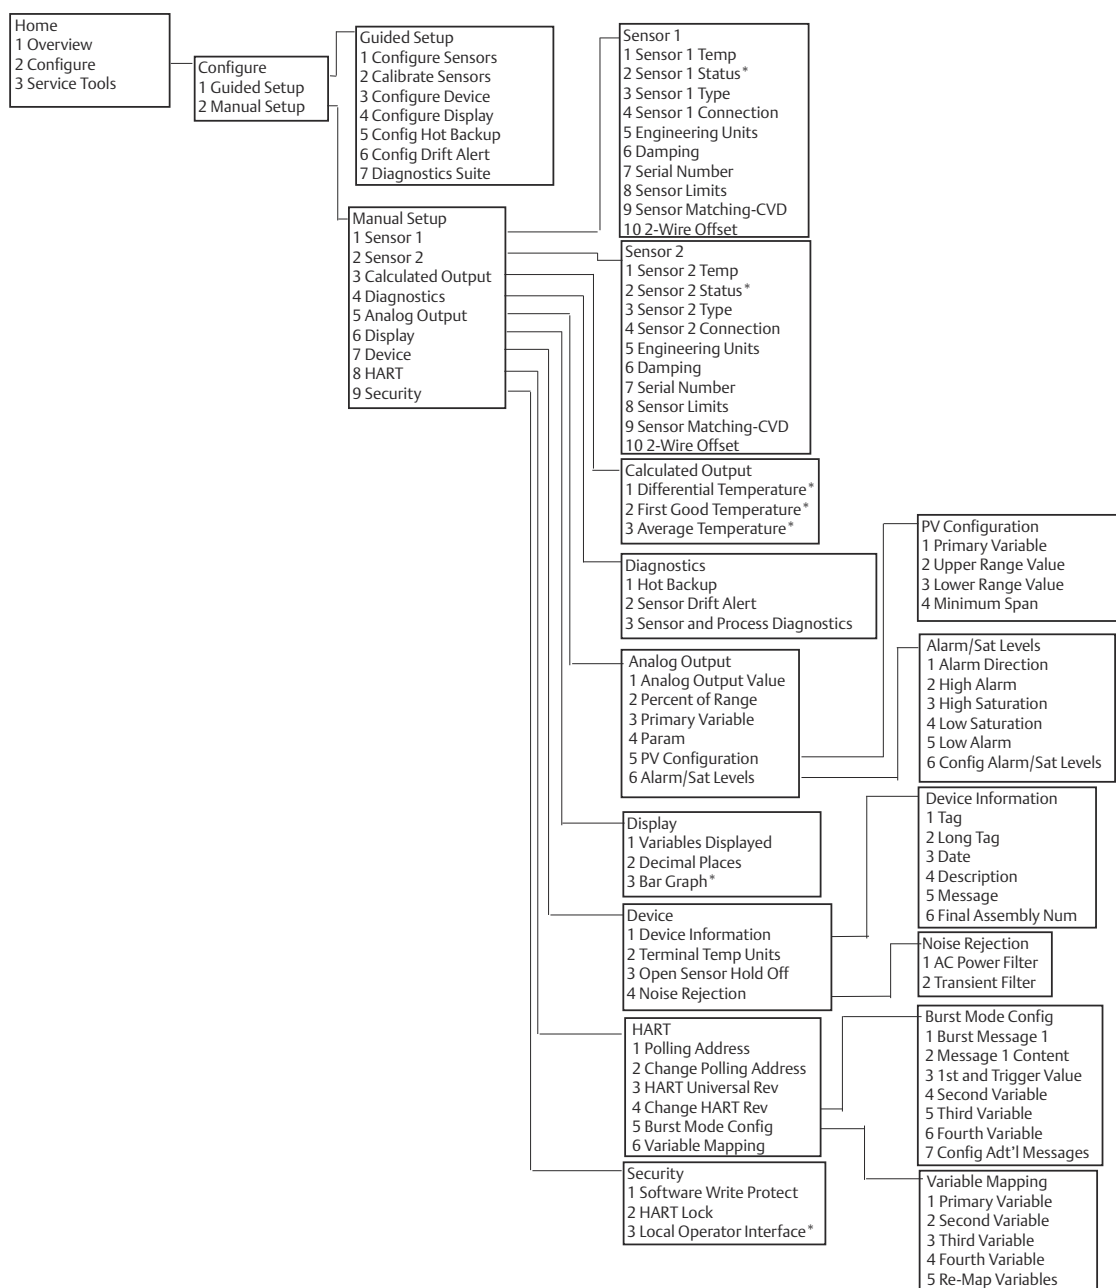 Home
1 Overview
2 Configure
3 Service Tools
Configure
1 Guided Setup
2 Manual Setup
Guided Setup
1 Configure Sensors
2 Calibrate Sensors
3 Configure Device
4 Configure Display
5 Config Hot Backup
6 Config Drift Alert
7 Diagnostics Suite
Manual Setup
1 Sensor 1
2 Sensor 2
3 Calculated Output
4 Diagnostics
5 Analog Output
6 Display
7 Device
8 HART
9 Security
Sensor 1
1 Sensor 1 Temp
2 Sensor 1 Status*
3 Sensor 1 Type
4 Sensor 1 Connection
5 Engineering Units
6 Damping
7 Serial Number
8 Sensor Limits
9 Sensor Matching-CVD
10 2-Wire Offset
Sensor 2
1 Sensor 2 Temp
2 Sensor 2 Status*
3 Sensor 2 Type
4 Sensor 2 Connection
5 Engineering Units
6 Damping
7 Serial Number
8 Sensor Limits
9 Sensor Matching-CVD
10 2-Wire Offset
Calculated Output
1 Differential Temperature*
2 First Good Temperature*
3 Average Temperature*
Diagnostics
1 Hot Backup
2 Sensor Drift Alert
3 Sensor and Process Diagnostics
Analog Output
1 Analog Output Value
2 Percent of Range
3 Primary Variable
4 Param
5 PV Configuration
6 Alarm/Sat Levels
Display
1 Variables Displayed
2 Decimal Places
3 Bar Graph*
Device
1 Device Information
2 Terminal Temp Units
3 Open Sensor Hold Off
4 Noise Rejection
HART
1 Polling Address
2 Change Polling Address
3 HART Universal Rev
4 Change HART Rev
5 Burst Mode Config
6 Variable Mapping
Security
1 Software Write Protect
2 HART Lock
3 Local Operator Interface*
PV Configuration
1 Primary Variable
2 Upper Range Value
3 Lower Range Value
4 Minimum Span
Alarm/Sat Levels
1 Alarm Direction
2 High Alarm
3 High Saturation
4 Low Saturation
5 Low Alarm
6 Config Alarm/Sat Levels
Device Information
1 Tag
2 Long Tag
3 Date
4 Description
5 Message
6 Final Assembly Num
Noise Rejection
1 AC Power Filter
2 Transient Filter
Burst Mode Config
1 Burst Message 1
2 Message 1 Content
3 1st and Trigger Value
4 Second Variable
5 Third Variable
6 Fourth Variable
7 Config Adt'l Messages
Variable Mapping
1 Primary Variable
2 Second Variable
3 Third Variable
4 Fourth Variable
5 Re-Map Variables